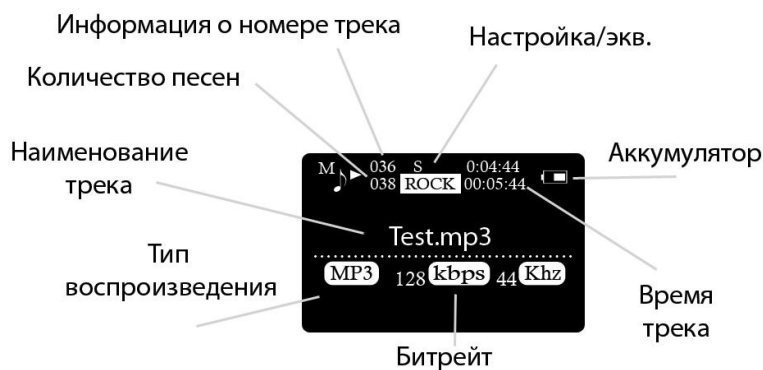 Информация о номере трека
Настройка/экв.
Количество песен
Наименование
трека
Аккумулятор
M 036 S 0:04:44
038 ROCK 00:05:44
Test.mp3
MP3 128 kbps 44 Khz
Тип
воспроизведения
Время
трека
Битрейт